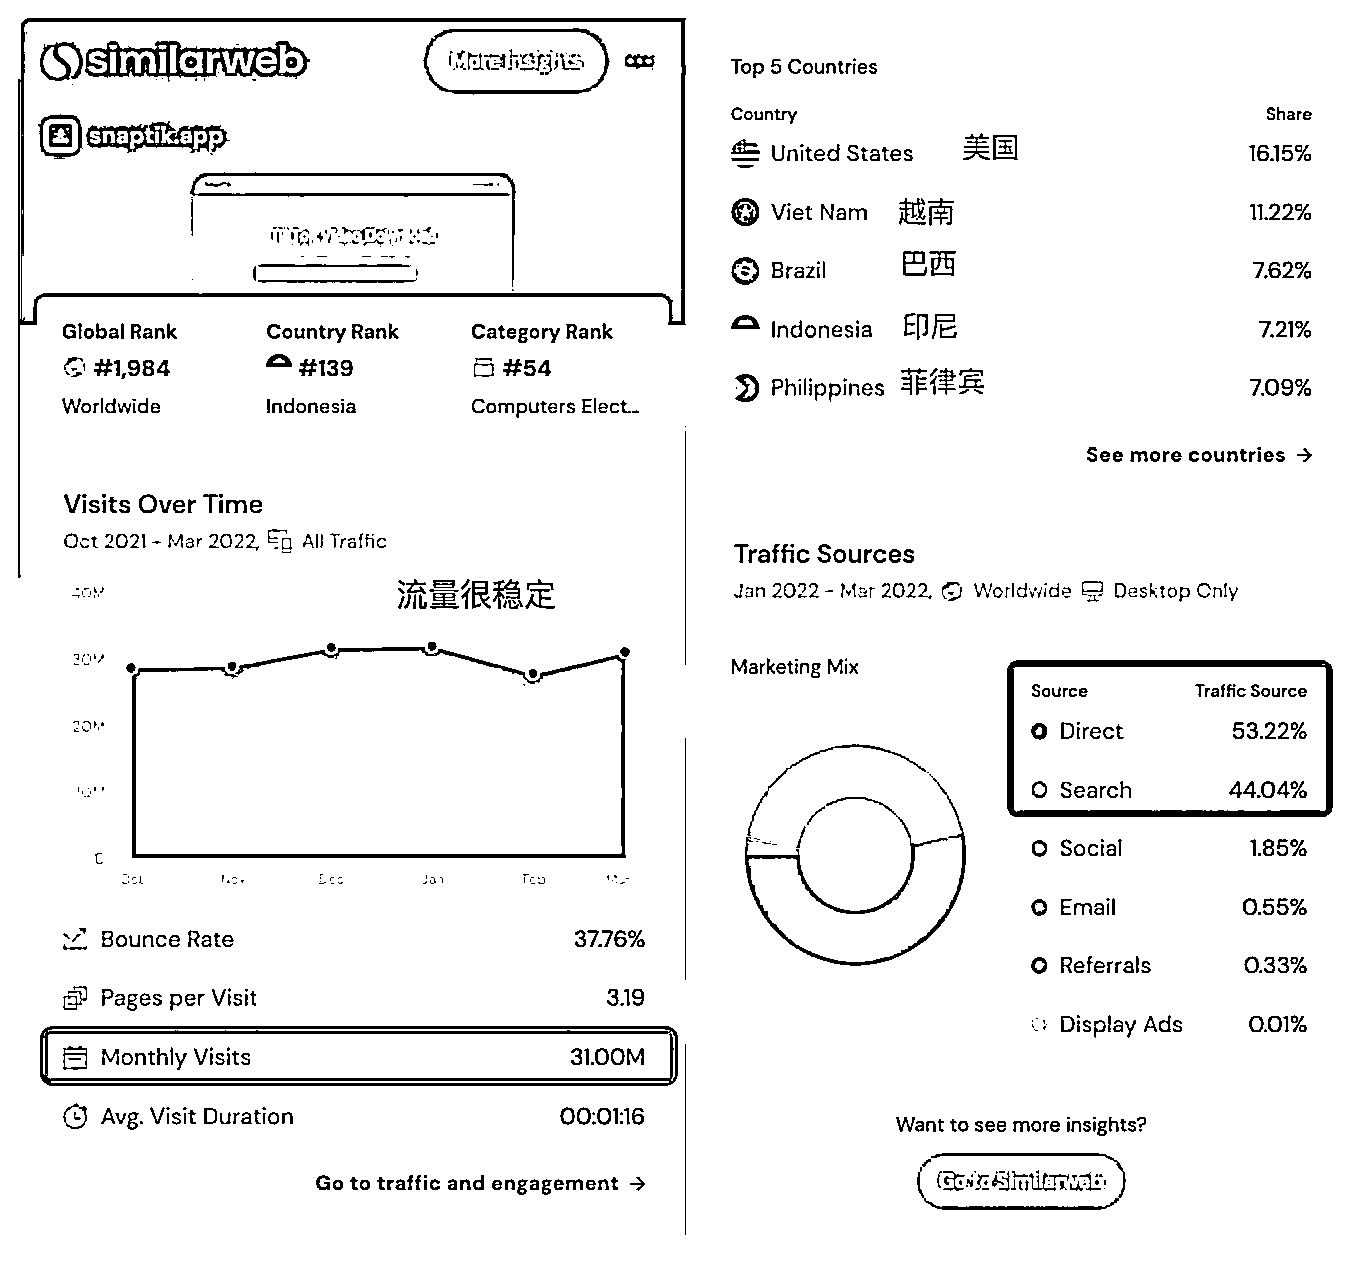 similarweb
More Insights
snaptik.app
Global Rank
#1,984
Worldwide
Country Rank
#139
Indonesia
Category Rank
#54
Computers Elect...
Visits Over Time
Oct 2021 - Mar 2022, All Traffic
流量很稳定
40M
30M
20M
10M
0
Oct Nov Dec Jan Feb Mar
Bounce Rate 37.76%
Pages per Visit 3.19
Monthly Visits 31.00M
Avg. Visit Duration 00:01:16
Go to traffic and engagement →
Top 5 Countries
Country Share
United States 美国 16.15%
Viet Nam 越南 11.22%
Brazil 巴西 7.62%
Indonesia 印尼 7.21%
Philippines 菲律宾 7.09%
See more countries →
Traffic Sources
Jan 2022 - Mar 2022, Worldwide Desktop Only
Marketing Mix
Source Traffic Source
Direct 53.22%
Search 44.04%
Social 1.85%
Email 0.55%
Referrals 0.33%
Display Ads 0.01%
Want to see more insights?
Go to Similarweb